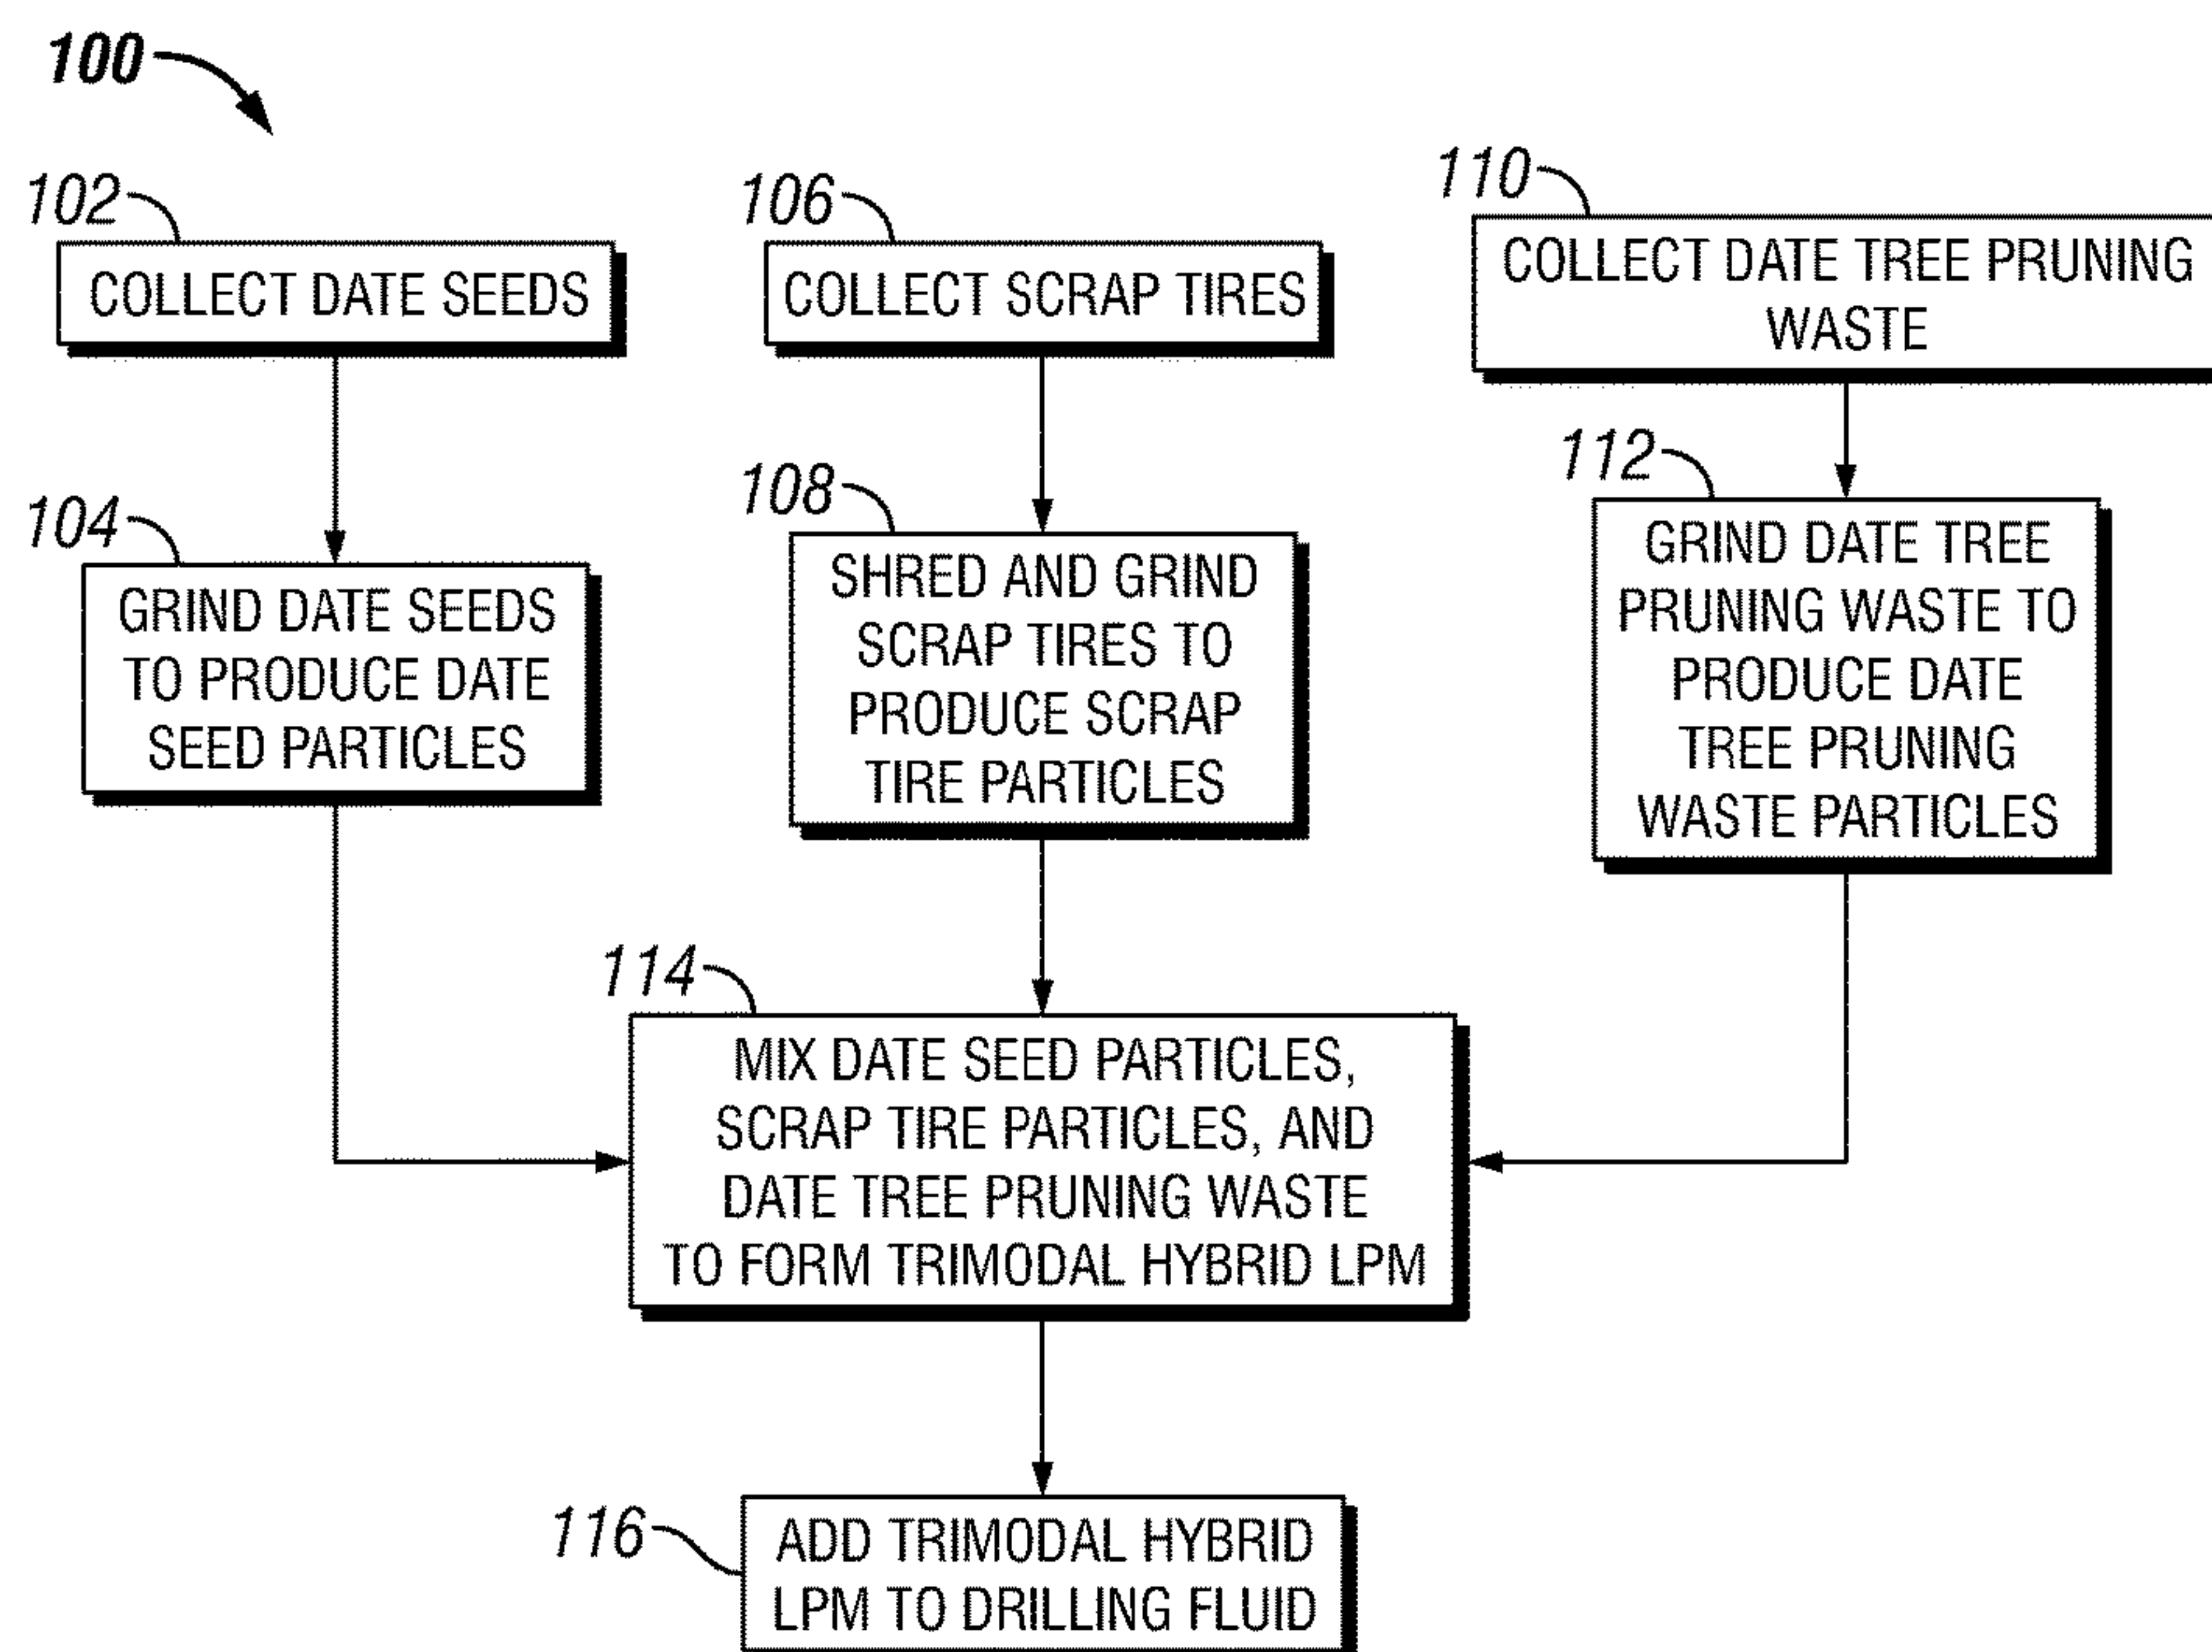 100
102
COLLECT DATE SEEDS
106
COLLECT SCRAP TIRES
110
COLLECT DATE TREE PRUNING
WASTE
104
GRIND DATE SEEDS
TO PRODUCE DATE
SEED PARTICLES
108
SHRED AND GRIND
SCRAP TIRES TO
PRODUCE SCRAP
TIRE PARTICLES
112
GRIND DATE TREE
PRUNING WASTE TO
PRODUCE DATE
TREE PRUNING
WASTE PARTICLES
114
MIX DATE SEED PARTICLES,
SCRAP TIRE PARTICLES, AND
DATE TREE PRUNING WASTE
TO FORM TRIMODAL HYBRID LPM
116
ADD TRIMODAL HYBRID
LPM TO DRILLING FLUID